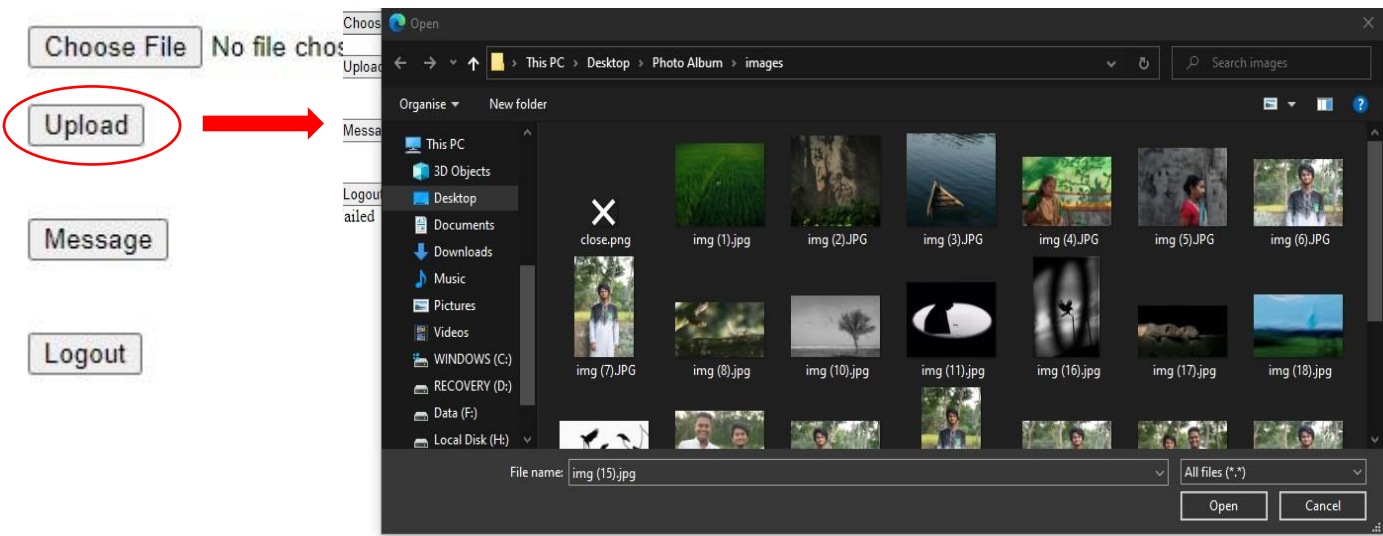 Choose File No file chos
Upload
Message
Logout
Choos
Upload
Messa
Logout
ailed
Open
This PC > Desktop > Photo Album > images
Search images
Organise New folder
This PC
3D Objects
Desktop
Documents
Downloads
Music
Pictures
Videos
WINDOWS (C:)
RECOVERY (D:)
Data (F:)
Local Disk (H:)
close.png img (1).jpg img (2).JPG img (3).JPG img (4).JPG img (5).JPG img (6).JPG
img (7).JPG img (8).jpg img (10).jpg img (11).jpg img (16).jpg img (17).jpg img (18).jpg
File name: img (15).jpg All files (*.*)
Open Cancel